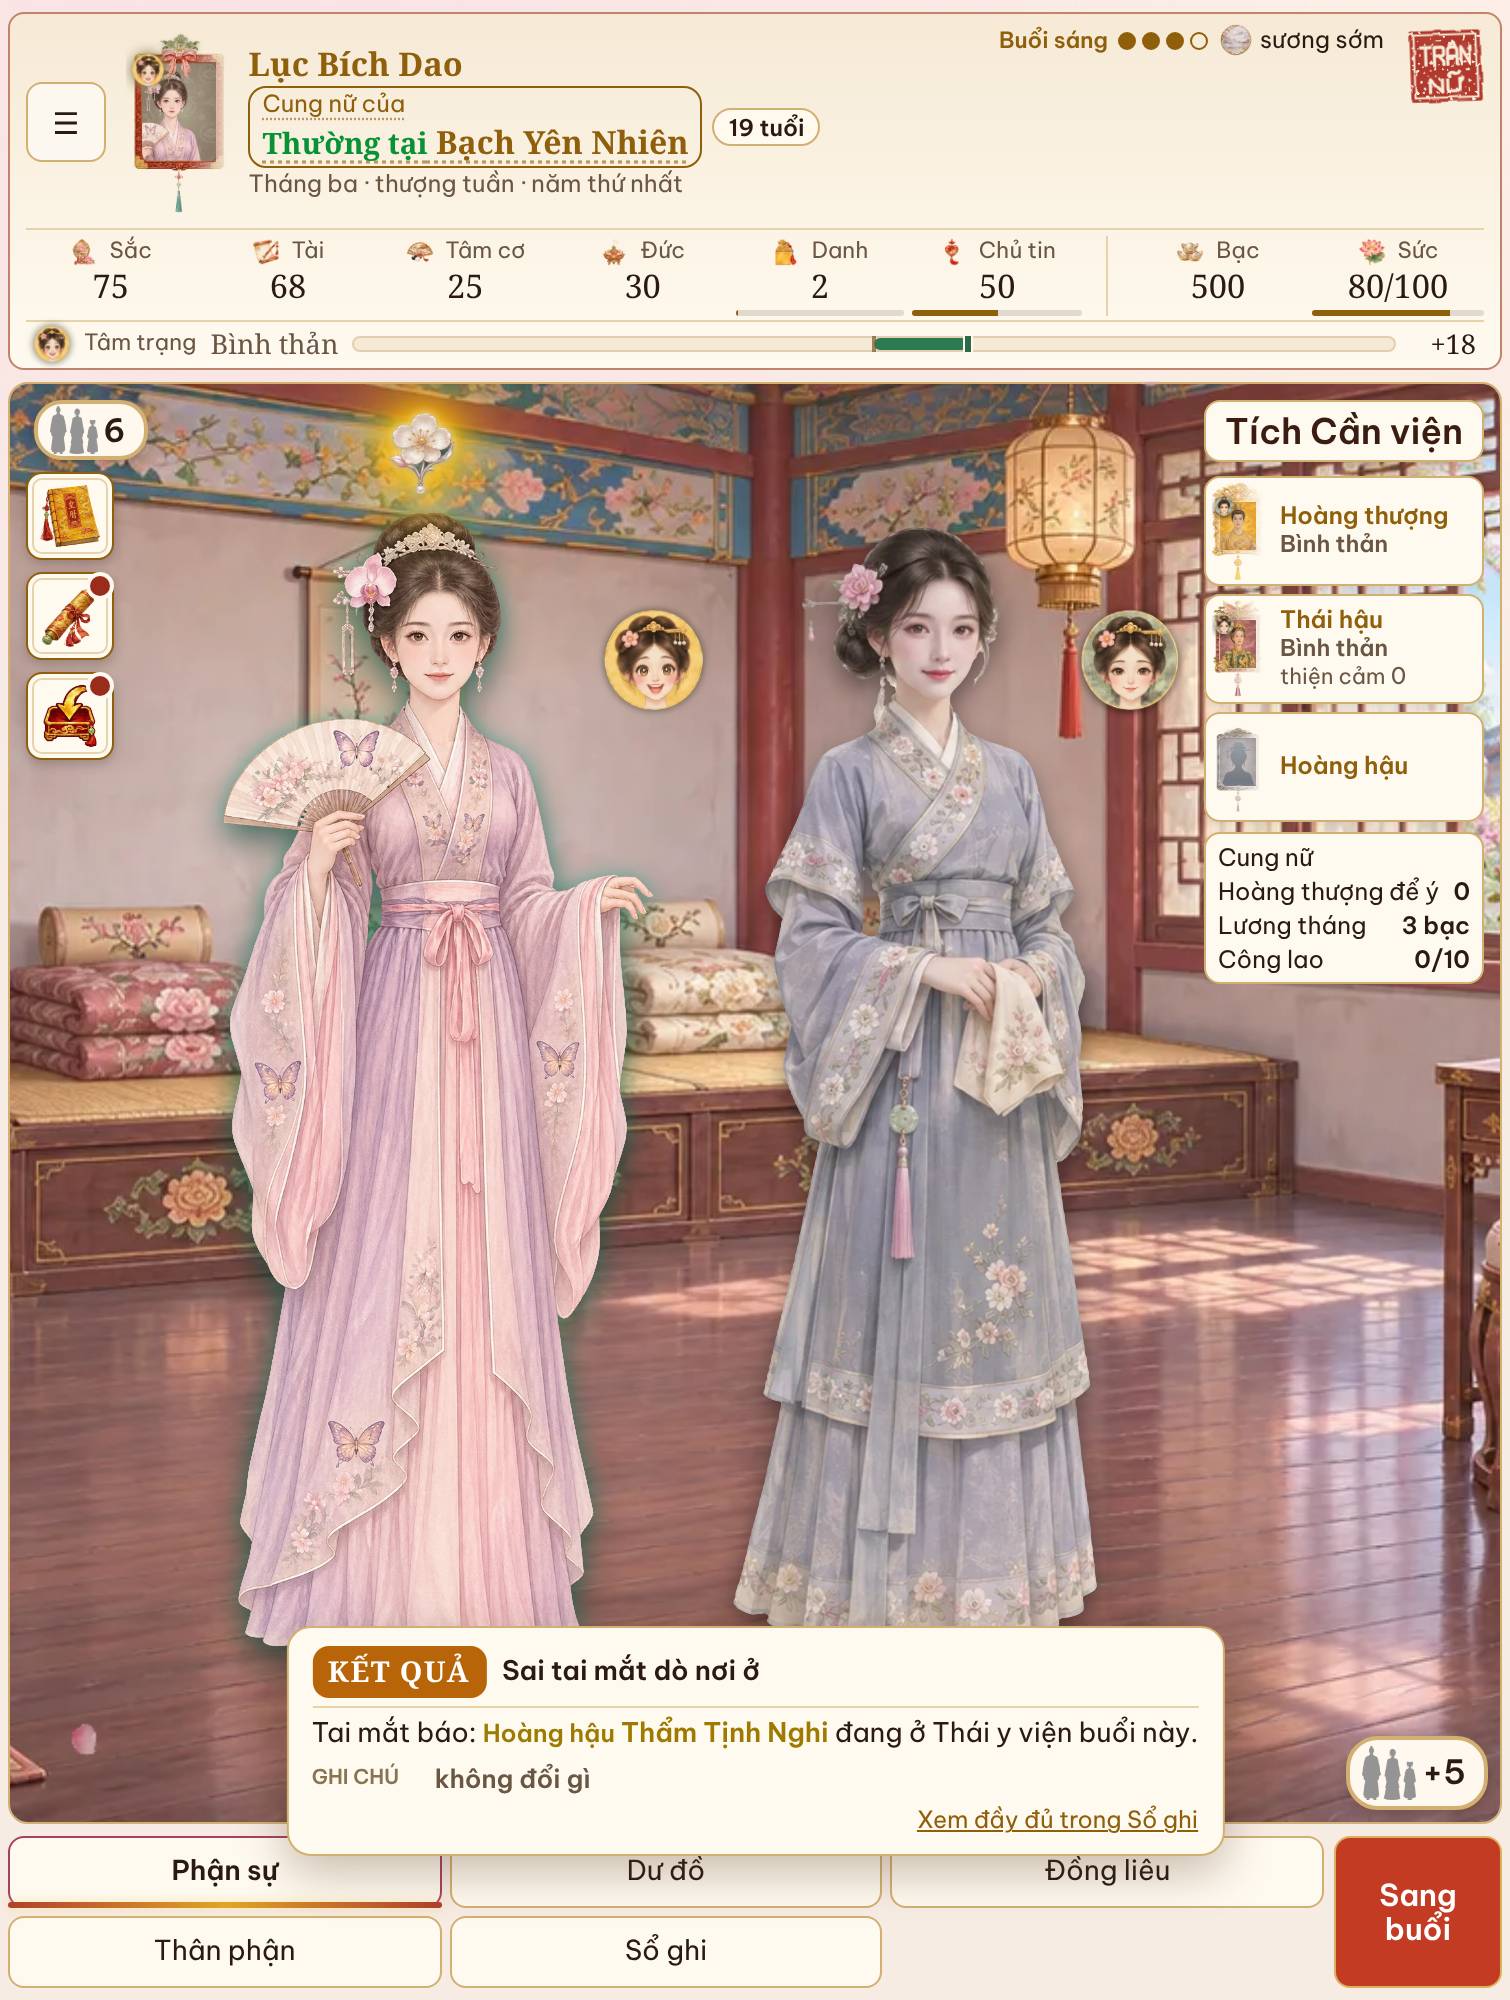 Buổi sáng
sương sớm
TRÂN
NỮ
☰
Lục Bích Dao
Cung nữ của
Thường tại Bạch Yên Nhiên
19 tuổi
Tháng ba · thượng tuần · năm thứ nhất
Sắc
75
Tài
68
Tâm cơ
25
Đức
30
Danh
2
Chủ tin
50
Bạc
500
Sức
80/100
Tâm trạng
Bình thản
+18
6
Tích Cần viện
Hoàng thượng
Bình thản
Thái hậu
Bình thản
thiện cảm 0
Hoàng hậu
Cung nữ
Hoàng thượng để ý 0
Lương tháng 3 bạc
Công lao 0/10
KẾT QUẢ Sai tai mắt dò nơi ở
Tai mắt báo: Hoàng hậu Thẩm Tịnh Nghi đang ở Thái y viện buổi này.
GHI CHÚ không đổi gì
Xem đầy đủ trong Sổ ghi
+5
Phận sự
Dư đồ
Đồng liêu
Sang
buổi
Thân phận
Sổ ghi